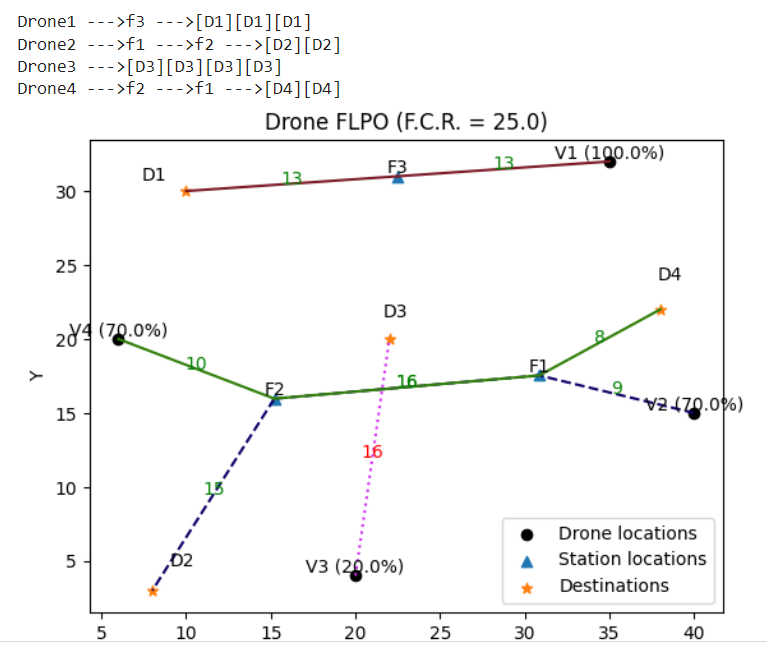 Drone1 --->f3 --->[D1][D1][D1]
Drone2 --->f1 --->f2 --->[D2][D2]
Drone3 --->[D3][D3][D3][D3]
Drone4 --->f2 --->f1 --->[D4][D4]
Drone FLPO (F.C.R. = 25.0)
V1 (100.0%)
D1
13
F3
13
30
25
D4
D3
V4 (70.0%)
20
8
10
F1
Y
F2
16
9
V2 (70.0%)
15
16
15
10
D2
V3 (20.0%)
5
Drone locations
Station locations
Destinations
5 10 15 20 25 30 35 40